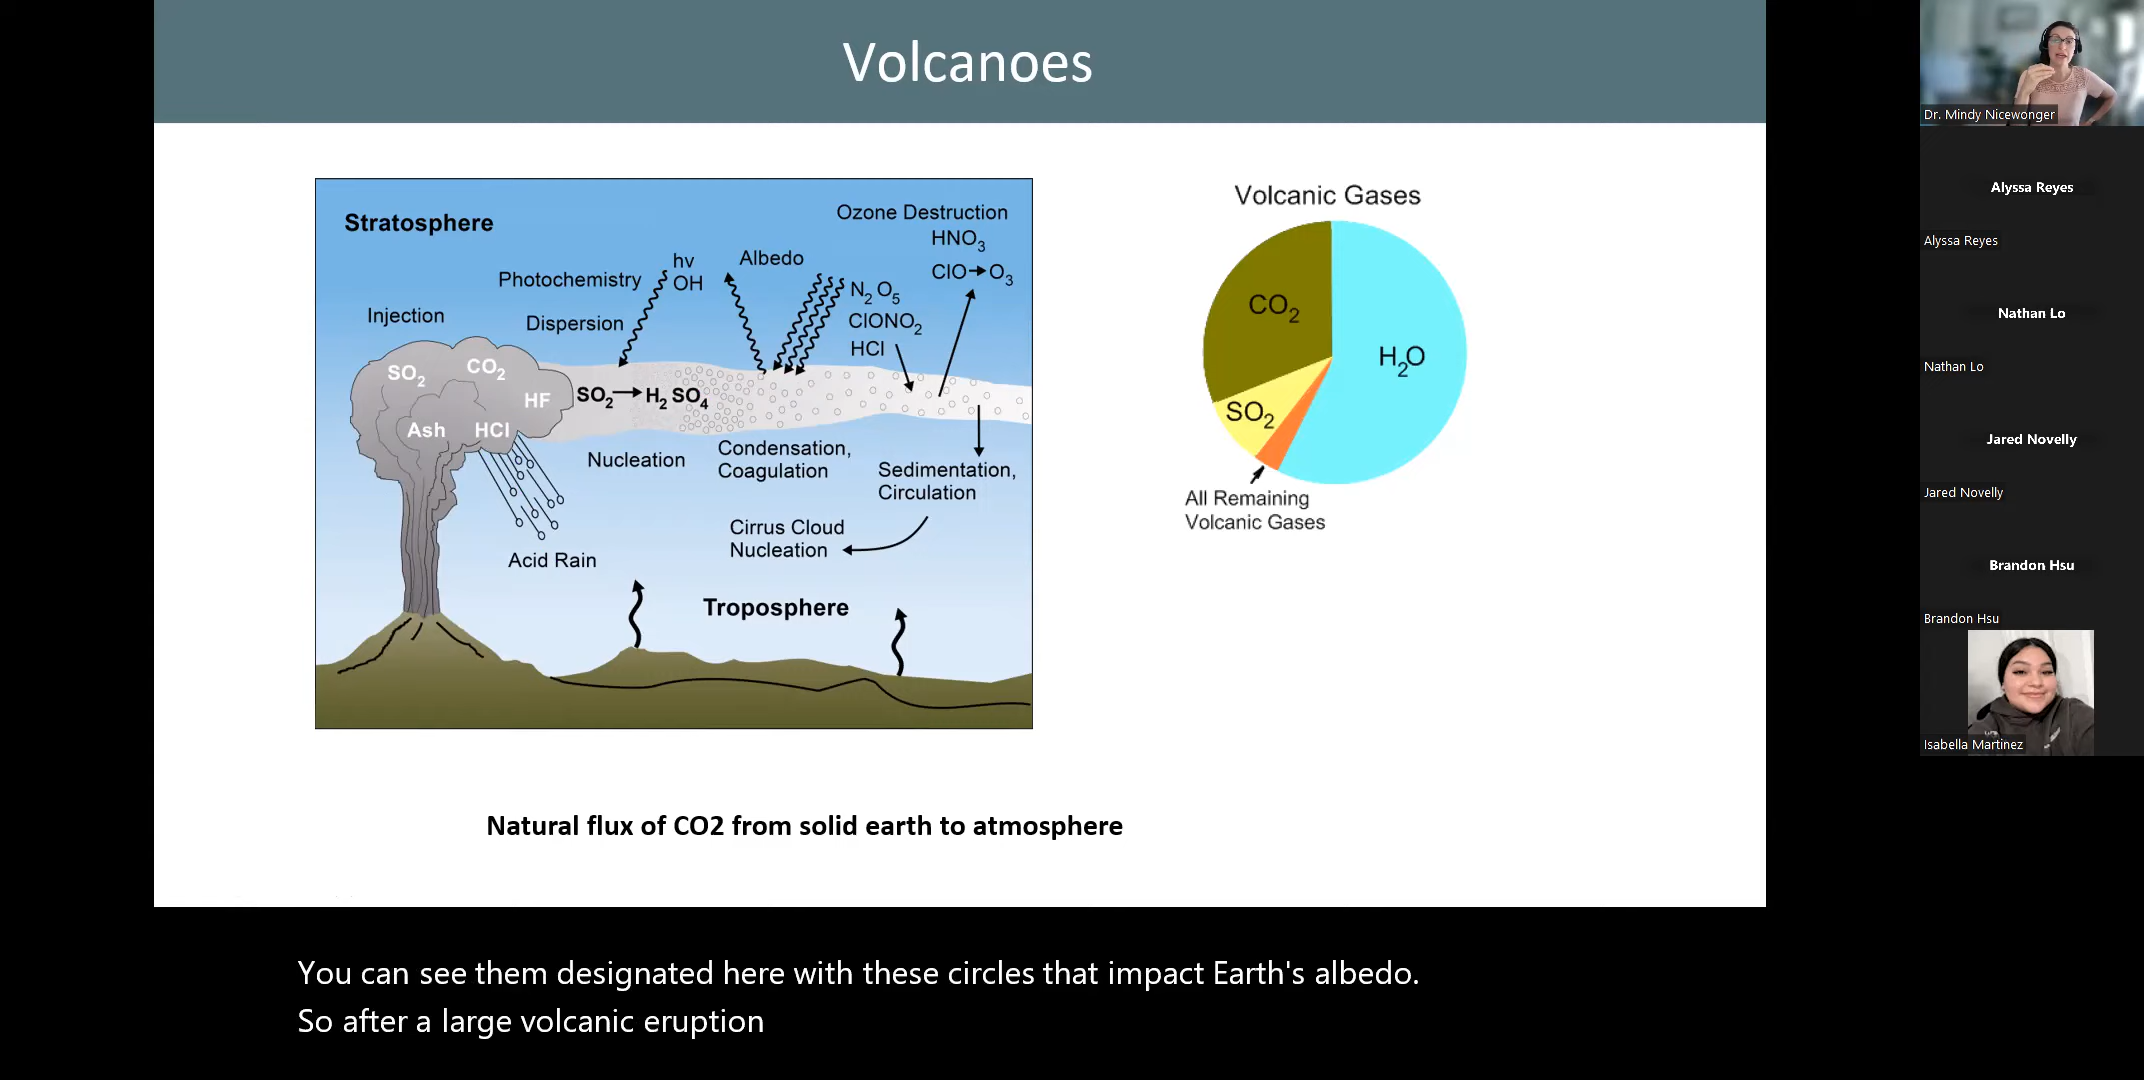 Volcanoes
Stratosphere
Ozone Destruction
HNO3
ClO→O3
hv
OH
Albedo
Photochemistry
N2 O5
ClONO2
HCl
Injection
Dispersion
SO2
CO2
HF
Ash
HCl
SO2→H2 SO4
Nucleation
Condensation,
Coagulation
Sedimentation,
Circulation
Cirrus Cloud
Nucleation
Acid Rain
Troposphere
Volcanic Gases
CO2
H2O
SO2
All Remaining
Volcanic Gases
Natural flux of CO2 from solid earth to atmosphere
You can see them designated here with these circles that impact Earth's albedo.
So after a large volcanic eruption
Dr. Mindy Nicewonger
Alyssa Reyes
Alyssa Reyes
Nathan Lo
Nathan Lo
Jared Novelly
Jared Novelly
Brandon Hsu
Brandon Hsu
Isabella Martinez